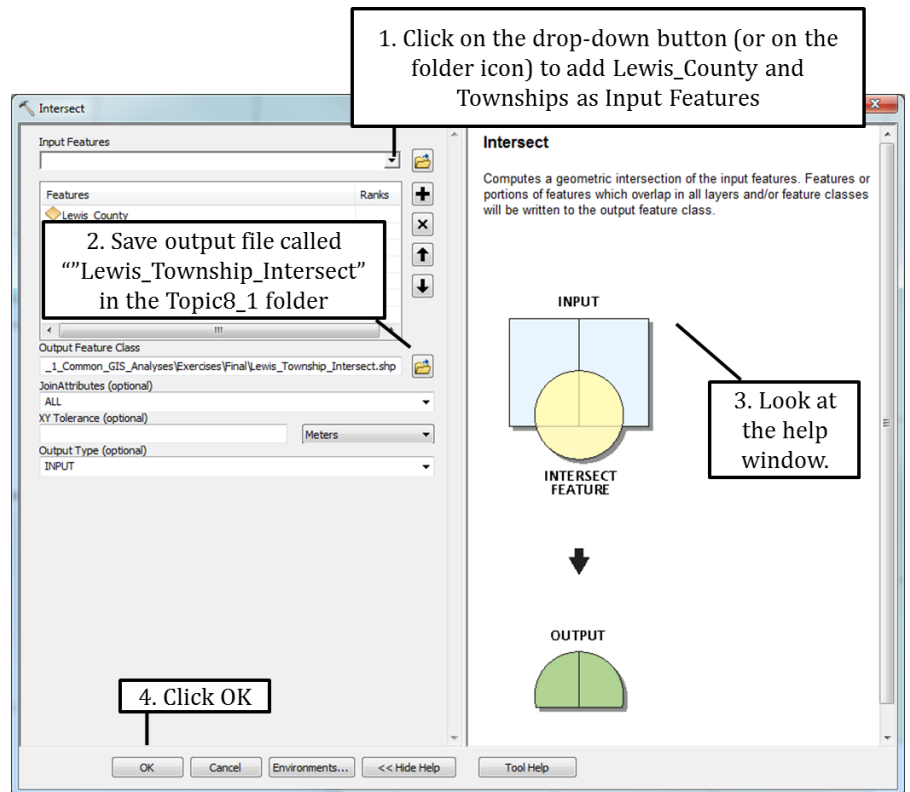 1. Click on the drop-down button (or on the
folder icon) to add Lewis_County and
Townships as Input Features
Intersect
Input Features
Features Ranks
Lewis_County
2. Save output file called
“”Lewis_Township_Intersect”
in the Topic8_1 folder
Output Feature Class
_1_Common_GIS_Analyses\Exercises\Final\Lewis_Township_Intersect.shp
JoinAttributes (optional)
ALL
XY Tolerance (optional)
Meters
Output Type (optional)
INPUT
4. Click OK
OK Cancel Environments... << Hide Help Tool Help
Intersect
Computes a geometric intersection of the input features. Features or
portions of features which overlap in all layers and/or feature classes
will be written to the output feature class.
INPUT
INTERSECT
FEATURE
3. Look at
the help
window.
OUTPUT